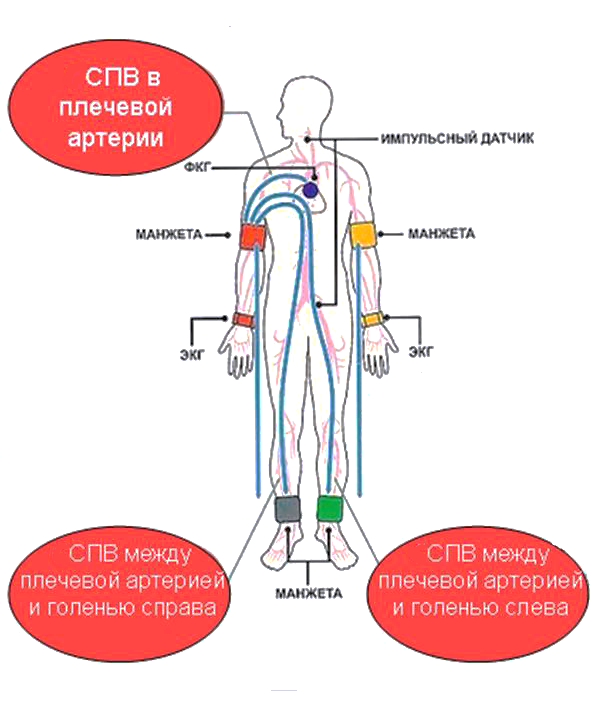 СПВ в
плечевой
артерии
ИМПУЛЬСНЫЙ ДАТЧИК
ФКГ
МАНЖЕТА
МАНЖЕТА
ЭКГ
ЭКГ
СПВ между
плечевой артерией
и голенью справа
СПВ между
плечевой артерией
и голенью слева
МАНЖЕТА